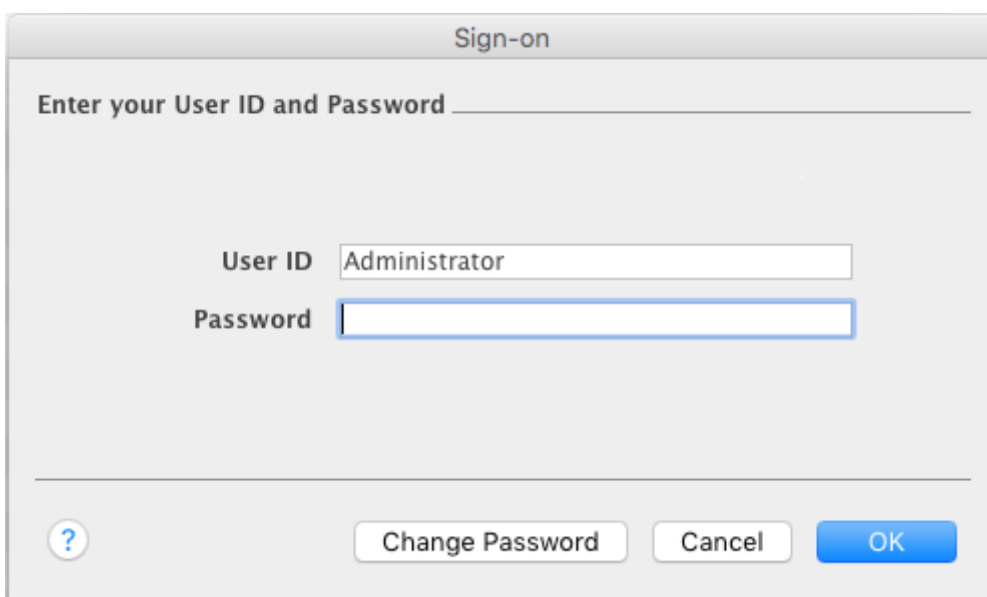 Sign-on
Enter your User ID and Password
User ID Administrator
Password
? Change Password Cancel OK